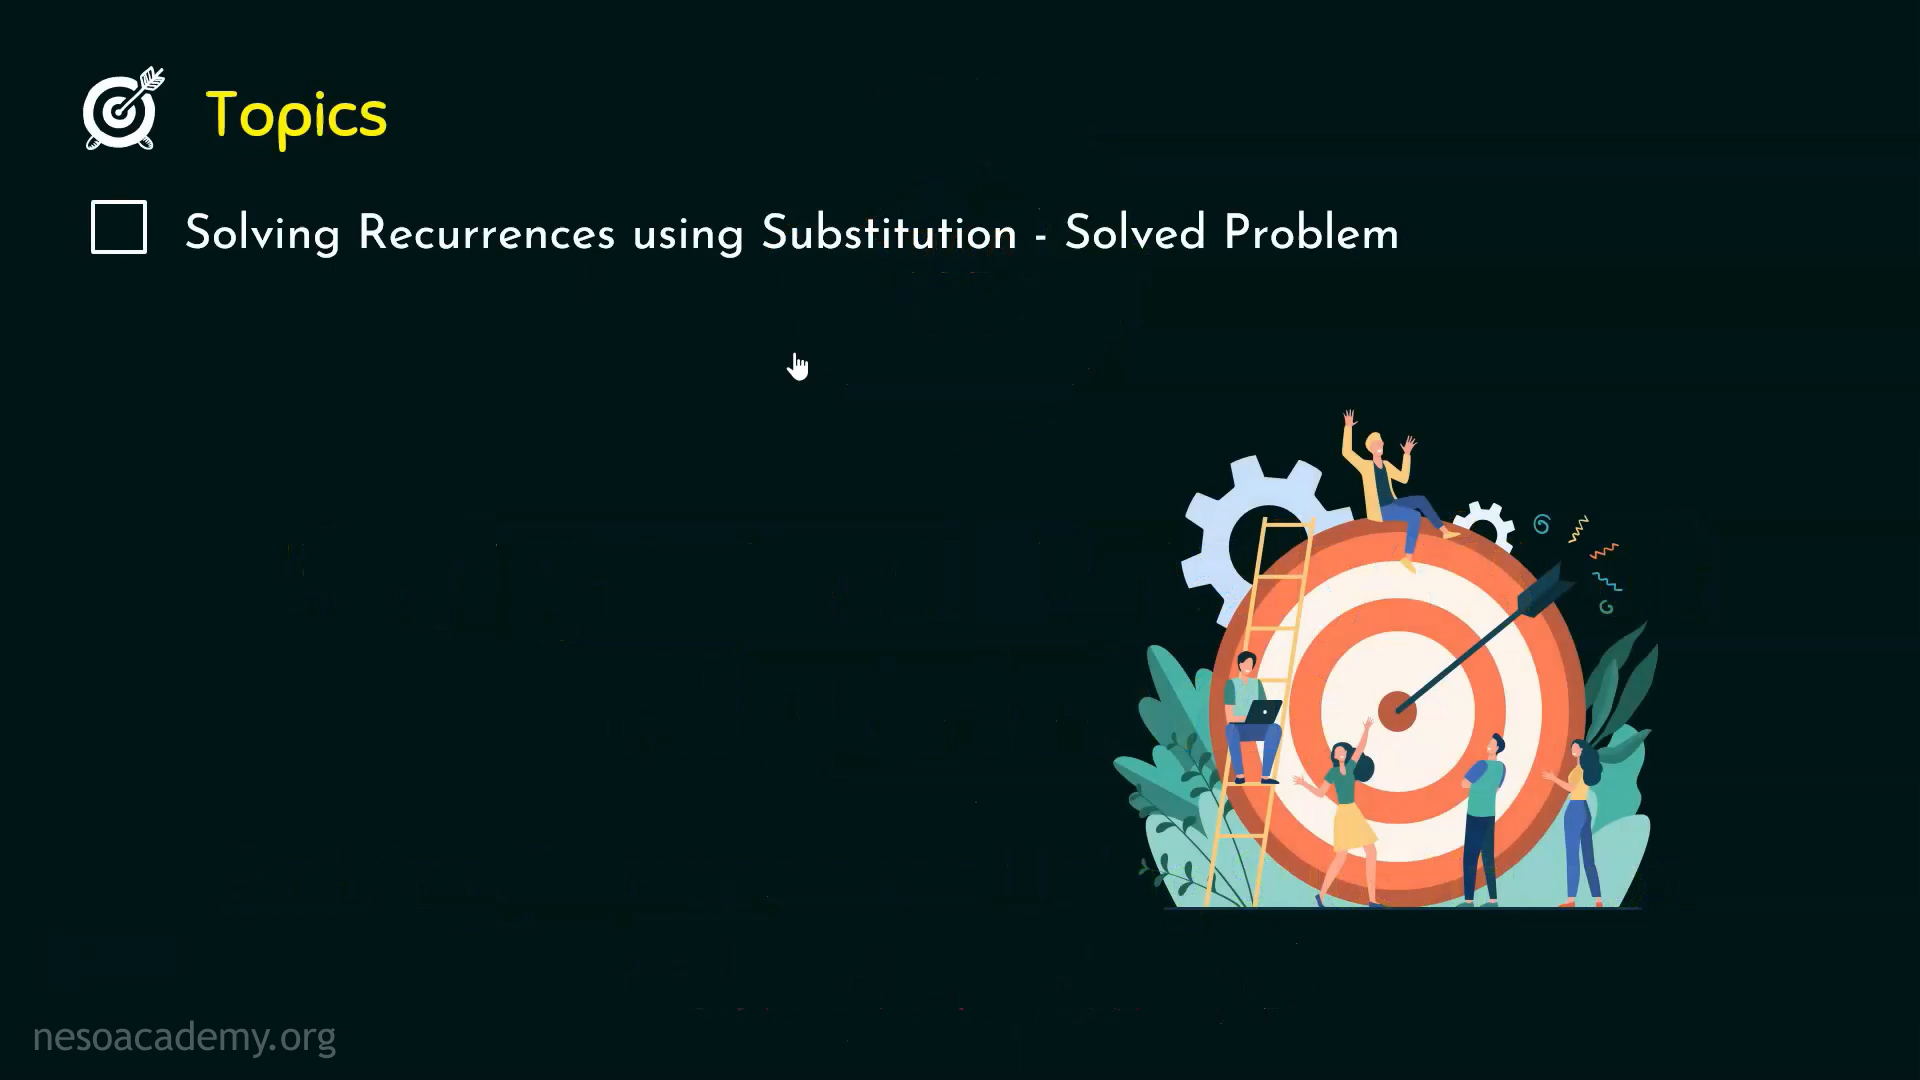 Topics
Solving Recurrences using Substitution - Solved Problem
nesoacademy.org